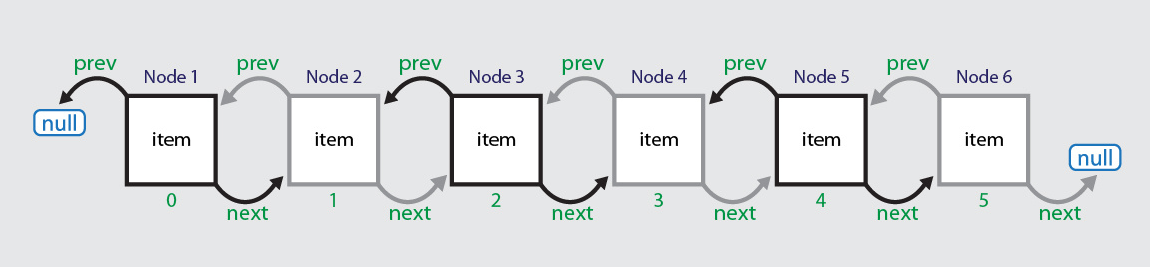 prev prev prev prev prev prev
Node 1 Node 2 Node 3 Node 4 Node 5 Node 6
null
item item item item item item
null
0 1 2 3 4 5
next next next next next next